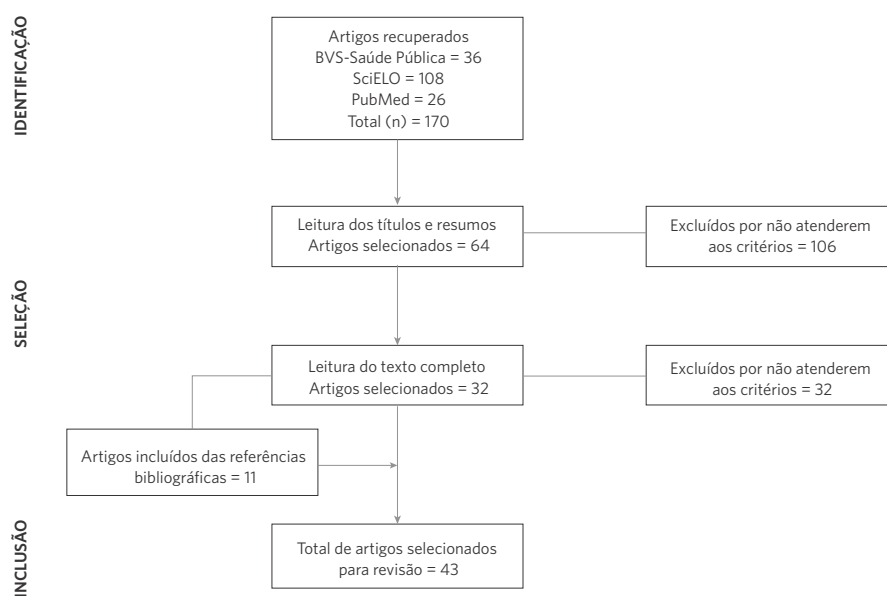 IDENTIFICAÇÃO
Artigos recuperados
BVS-Saúde Pública = 36
SciELO = 108
PubMed = 26
Total (n) = 170
SELEÇÃO
Leitura dos títulos e resumos
Artigos selecionados = 64
Excluídos por não atenderem
aos critérios = 106
Leitura do texto completo
Artigos selecionados = 32
Excluídos por não atenderem
aos critérios = 32
Artigos incluídos das referências
bibliográficas = 11
INCLUSÃO
Total de artigos selecionados
para revisão = 43